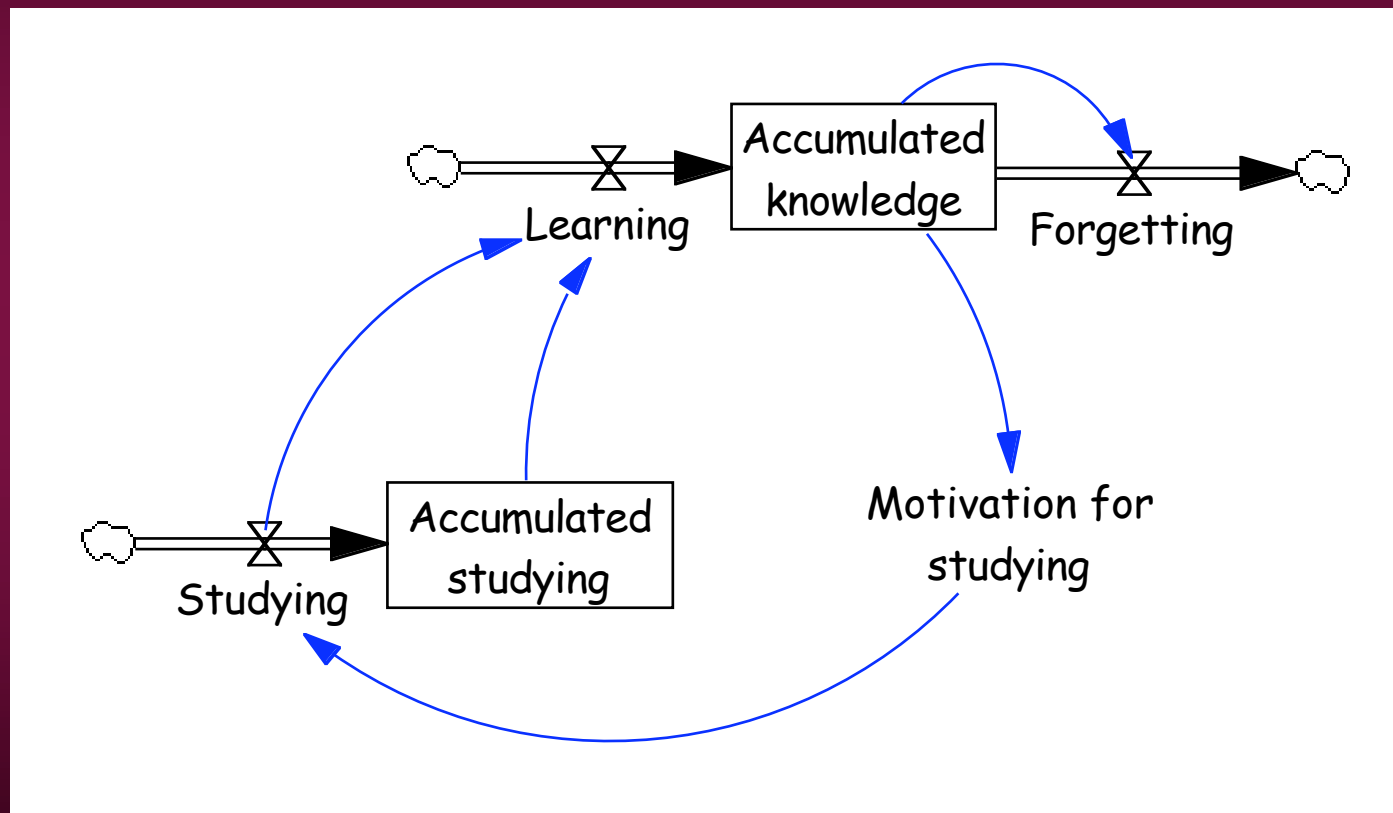 Accumulated
knowledge
Learning
Forgetting
Accumulated
studying
Motivation for
studying
Studying